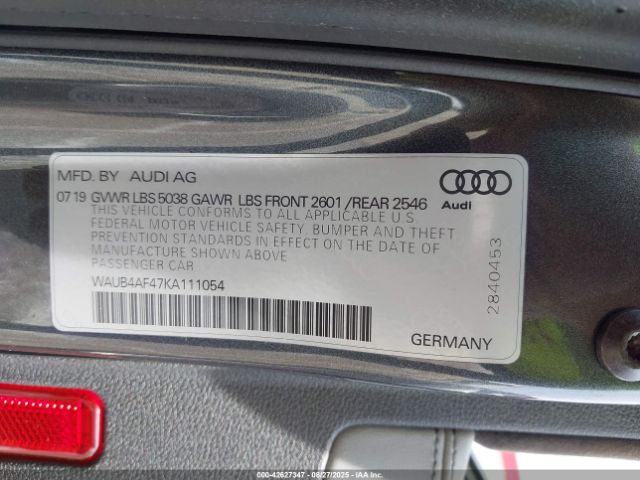 MFD. BY AUDI AG
07 19 GVWR LBS 5038 GAWR LBS FRONT 2601 / REAR 2546
THIS VEHICLE CONFORMS TO ALL APPLICABLE U S
FEDERAL MOTOR VEHICLE SAFETY, BUMPER AND THEFT
PREVENTION STANDARDS IN EFFECT ON THE DATE OF
MANUFACTURE SHOWN ABOVE
PASSENGER CAR
WAUB4AF47KA111054
Audi
2840453
GERMANY
000-42627347 - 08/27/2025 - IAAI.COM